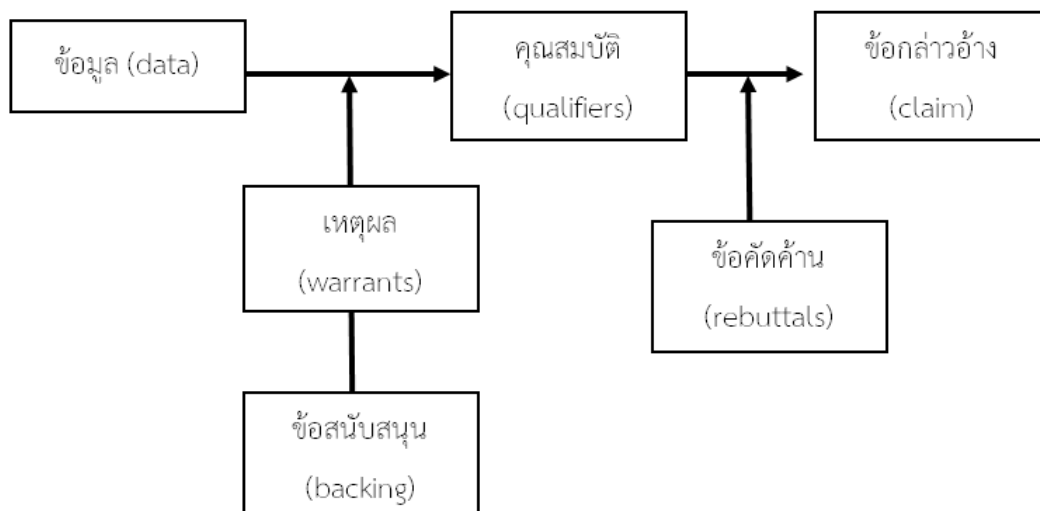 ข้อมูล (data)
คุณสมบัติ
(qualifiers)
ข้อกล่าวอ้าง
(claim)
เหตุผล
(warrants)
ข้อคัดค้าน
(rebuttals)
ข้อสนับสนุน
(backing)